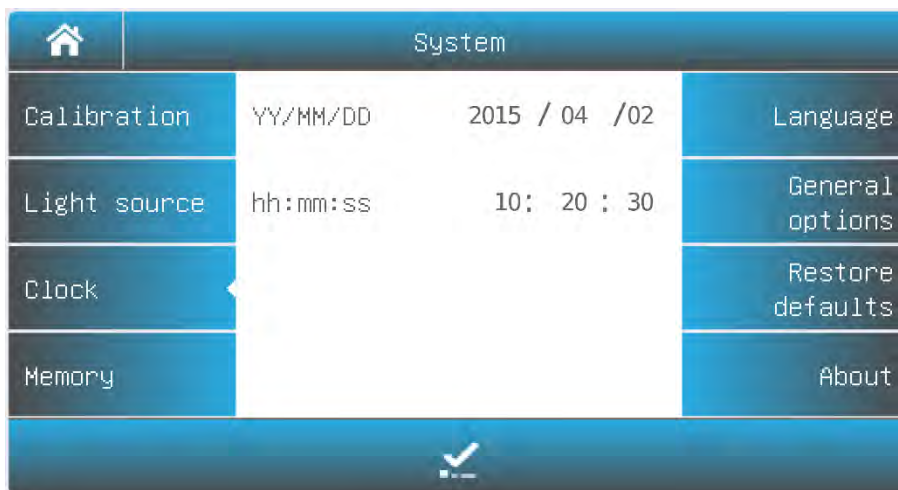 System
Calibration
YY/MM/DD 2015 / 04 /02
Language
Light source
hh:mm:ss 10: 20 : 30
General
options
Clock
Restore
defaults
Memory
About